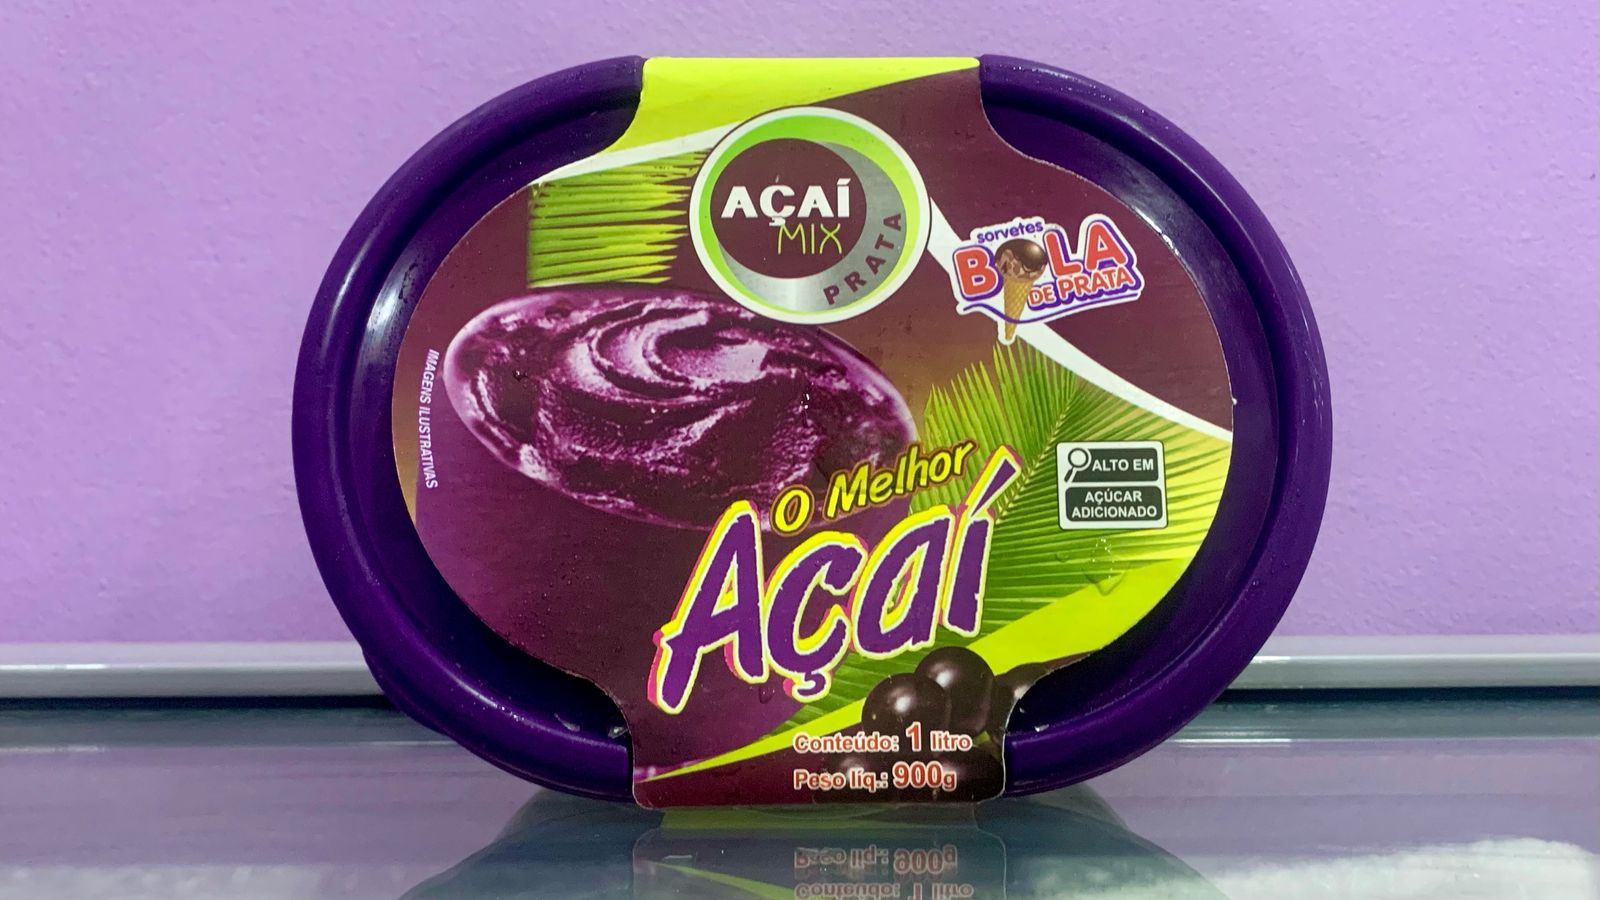 AÇAÍ
MIX
PRATA
sorvetes
BOLA
DE PRATA
IMAGENS ILUSTRATIVAS
O Melhor
Açaí
ALTO EM
AÇÚCAR
ADICIONADO
Conteúdo: 1 litro
Peso líq.: 900g